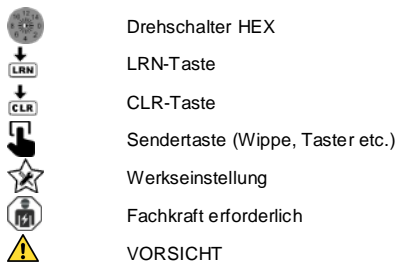 Drehschalter HEX
LRN LRN-Taste
CLR CLR-Taste
Sendertaste (Wippe, Taster etc.)
Werkseinstellung
Fachkraft erforderlich
VORSICHT